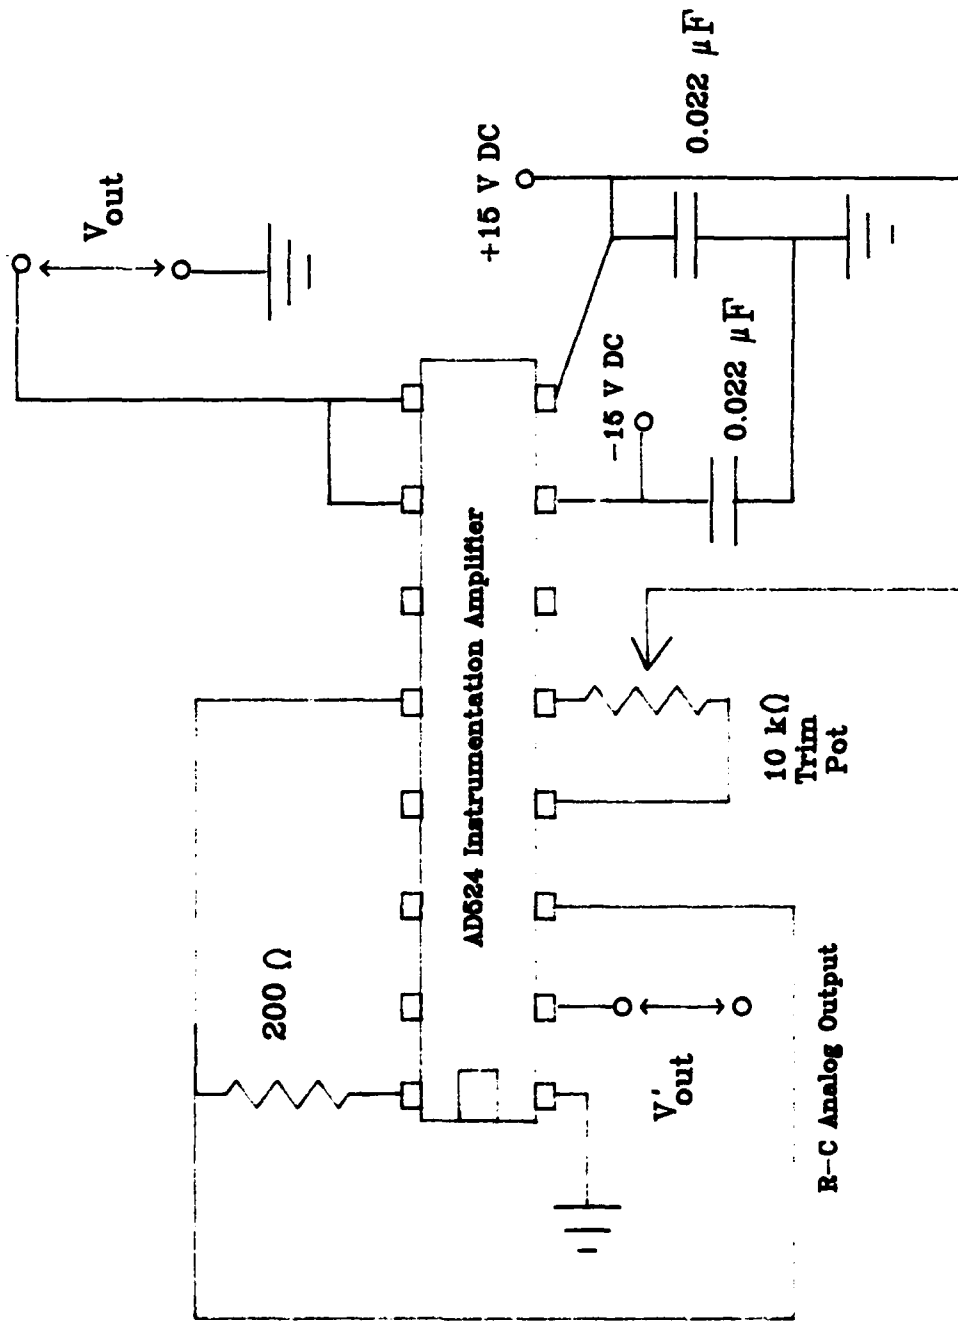 V out
+15 V DC
0.022 μF
-15 V DC
0.022 μF
AD524 Instrumentation Amplifier
200 Ω
10 kΩ
Trim
Pot
V' out
R-C Analog Output